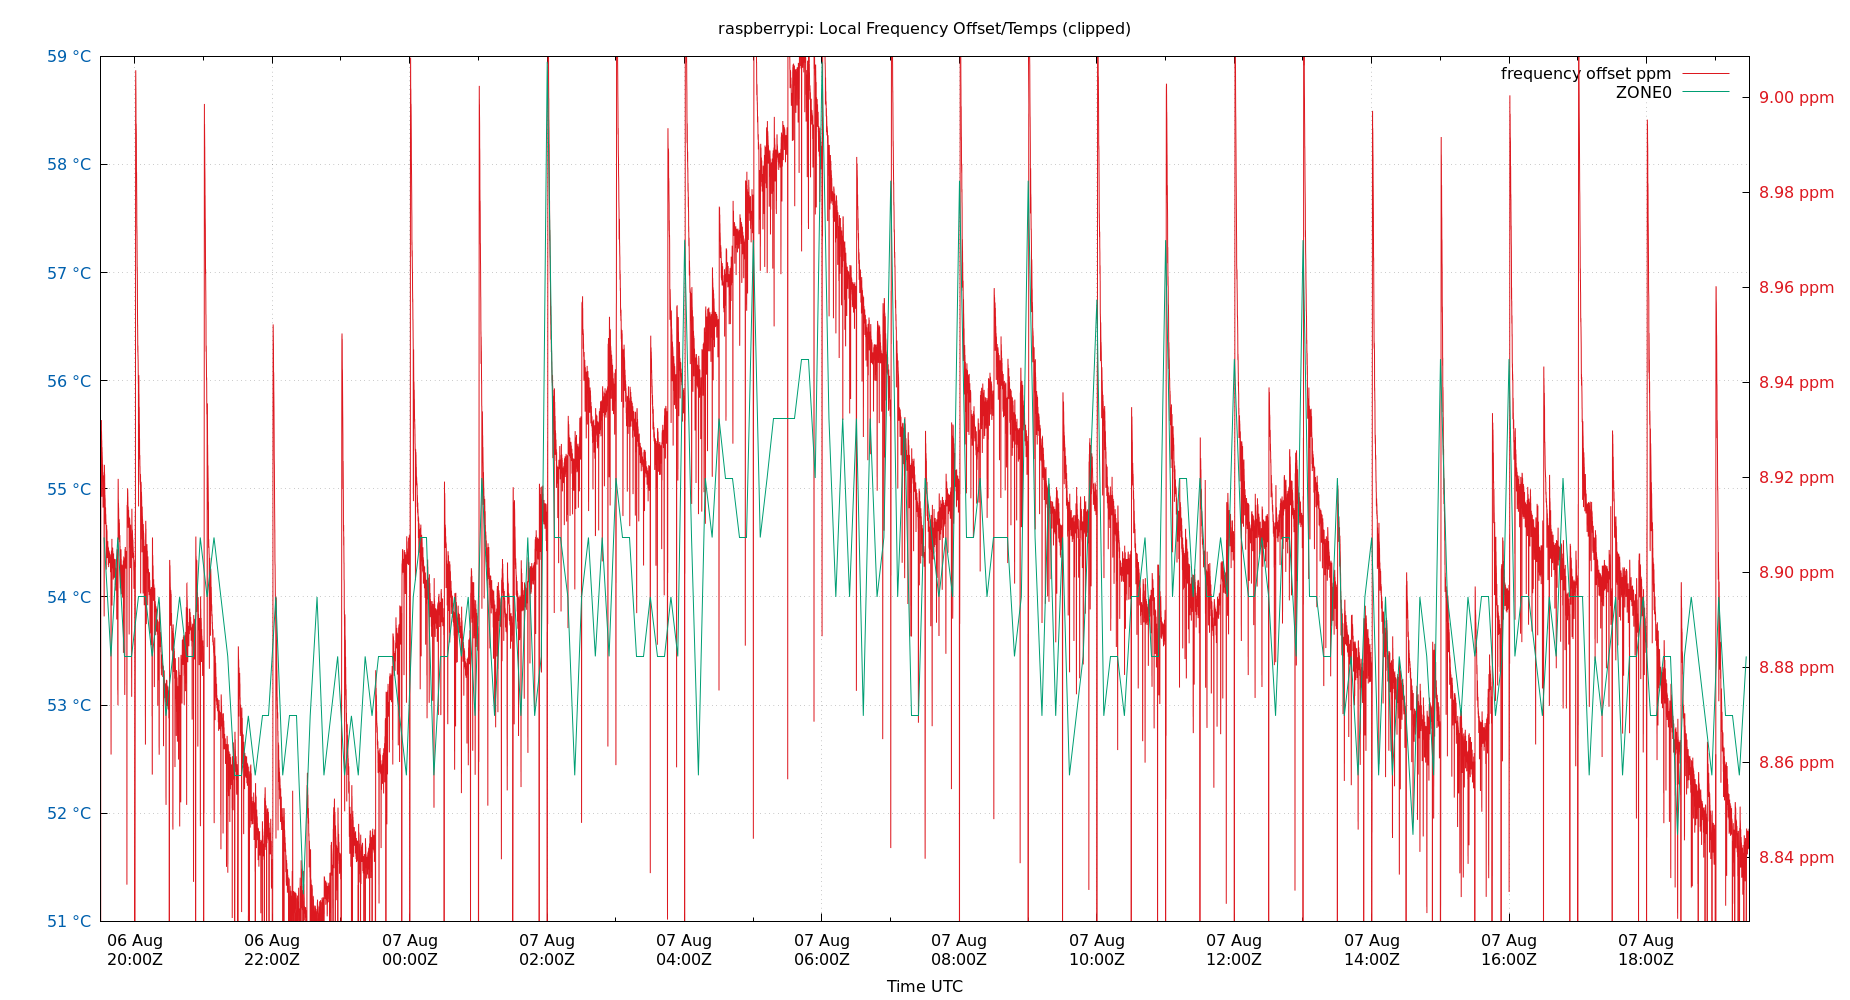 raspberrypi: Local Frequency Offset/Temps (clipped)
59 °C
58 °C
57 °C
56 °C
55 °C
54 °C
53 °C
52 °C
51 °C
frequency offset ppm
ZONE0
9.00 ppm
8.98 ppm
8.96 ppm
8.94 ppm
8.92 ppm
8.90 ppm
8.88 ppm
8.86 ppm
8.84 ppm
06 Aug
20:00Z
06 Aug
22:00Z
07 Aug
00:00Z
07 Aug
02:00Z
07 Aug
04:00Z
07 Aug
06:00Z
07 Aug
08:00Z
07 Aug
10:00Z
07 Aug
12:00Z
07 Aug
14:00Z
07 Aug
16:00Z
07 Aug
18:00Z
Time UTC